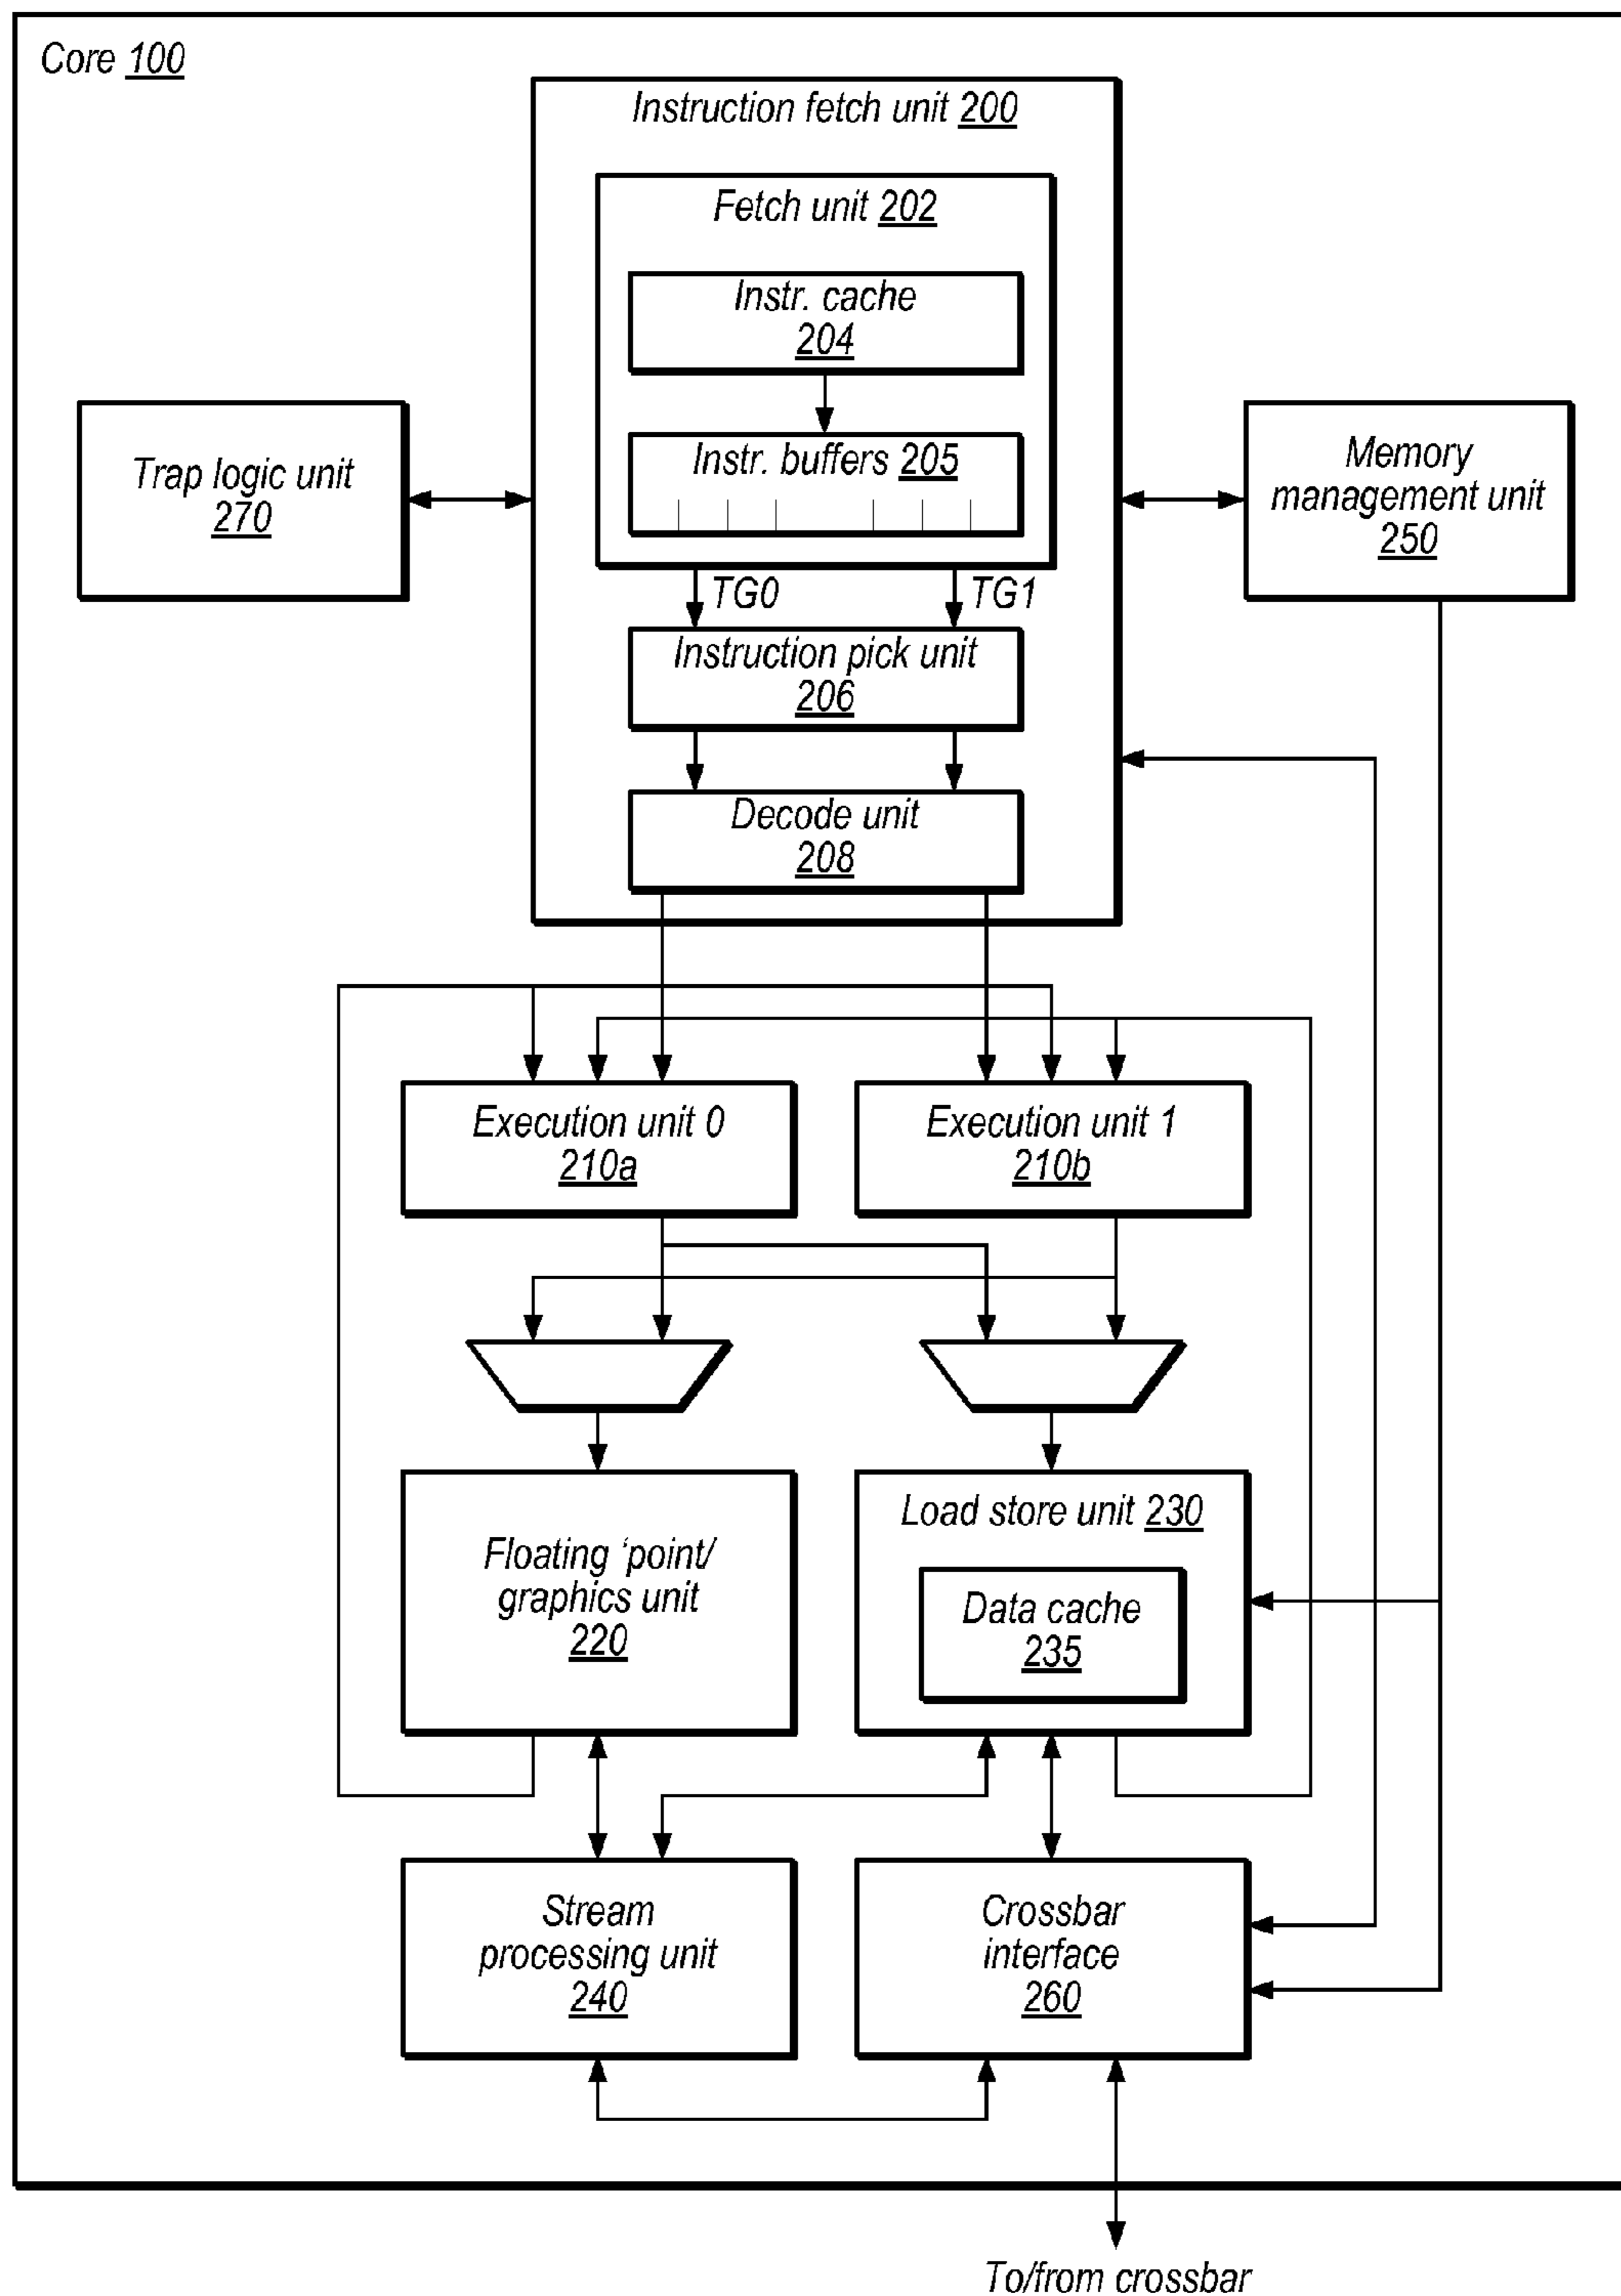 Core 100
Instruction fetch unit 200
Fetch unit 202
Instr. cache
204
Instr. buffers 205
Trap logic unit
270
Memory
management unit
250
TG0
TG1
Instruction pick unit
206
Decode unit
208
Execution unit 0
210a
Execution unit 1
210b
Floating 'point/
graphics unit
220
Load store unit 230
Data cache
235
Stream
processing unit
240
Crossbar
interface
260
To/from crossbar